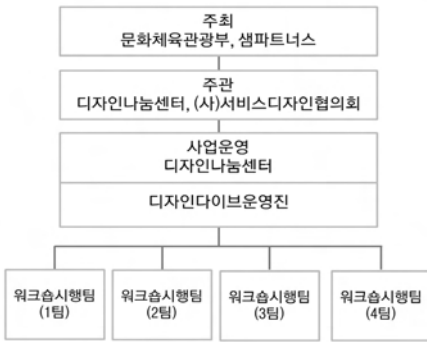 주최
문화체육관광부, 샘파트너스
주관
디자인나눔센터, (사)서비스디자인협의회
사업운영
디자인나눔센터
디자인다이브운영진
워크숍시행팀
(1팀)
워크숍시행팀
(2팀)
워크숍시행팀
(3팀)
워크숍시행팀
(4팀)